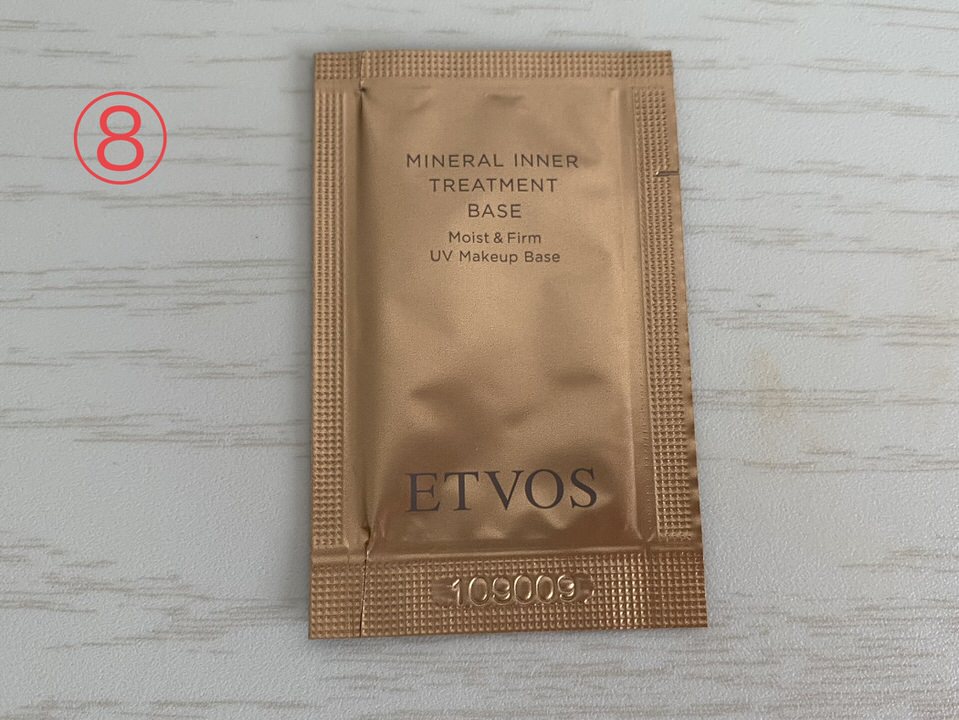 ⑧
MINERAL INNER
TREATMENT
BASE
Moist & Firm
UV Makeup Base
ETVOS
109009